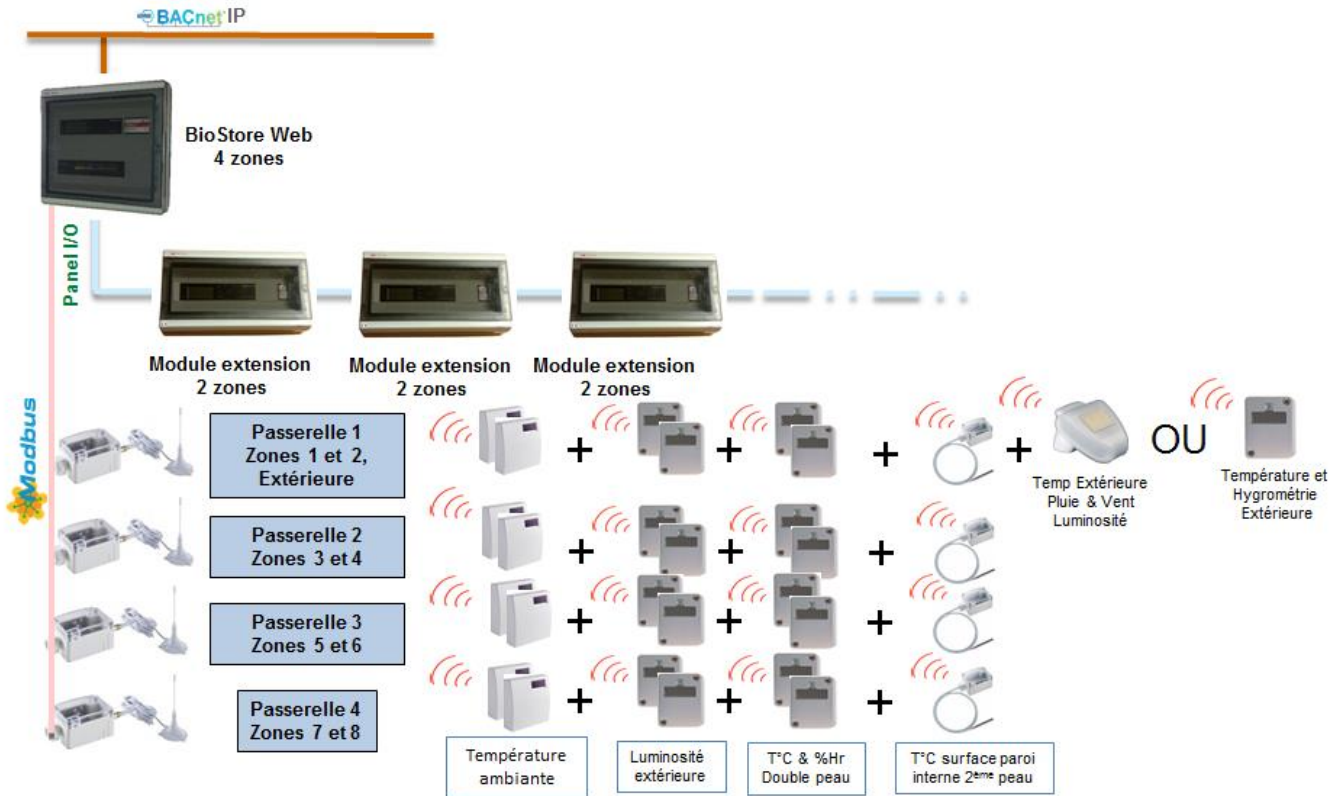 BACnet IP
BioStore Web
4 zones
Panel I/O
Module extension
2 zones
Module extension
2 zones
Module extension
2 zones
Modbus
Passerelle 1
Zones 1 et 2,
Extérieure
+
+
+
+
OU
Temp Extérieure
Pluie & Vent
Luminosité
Température et
Hygrométrie
Extérieure
Passerelle 2
Zones 3 et 4
+
+
+
Passerelle 3
Zones 5 et 6
+
+
+
Passerelle 4
Zones 7 et 8
+
+
+
Température
ambiante
Luminosité
extérieure
T°C & %Hr
Double peau
T°C surface paroi
interne 2ème peau